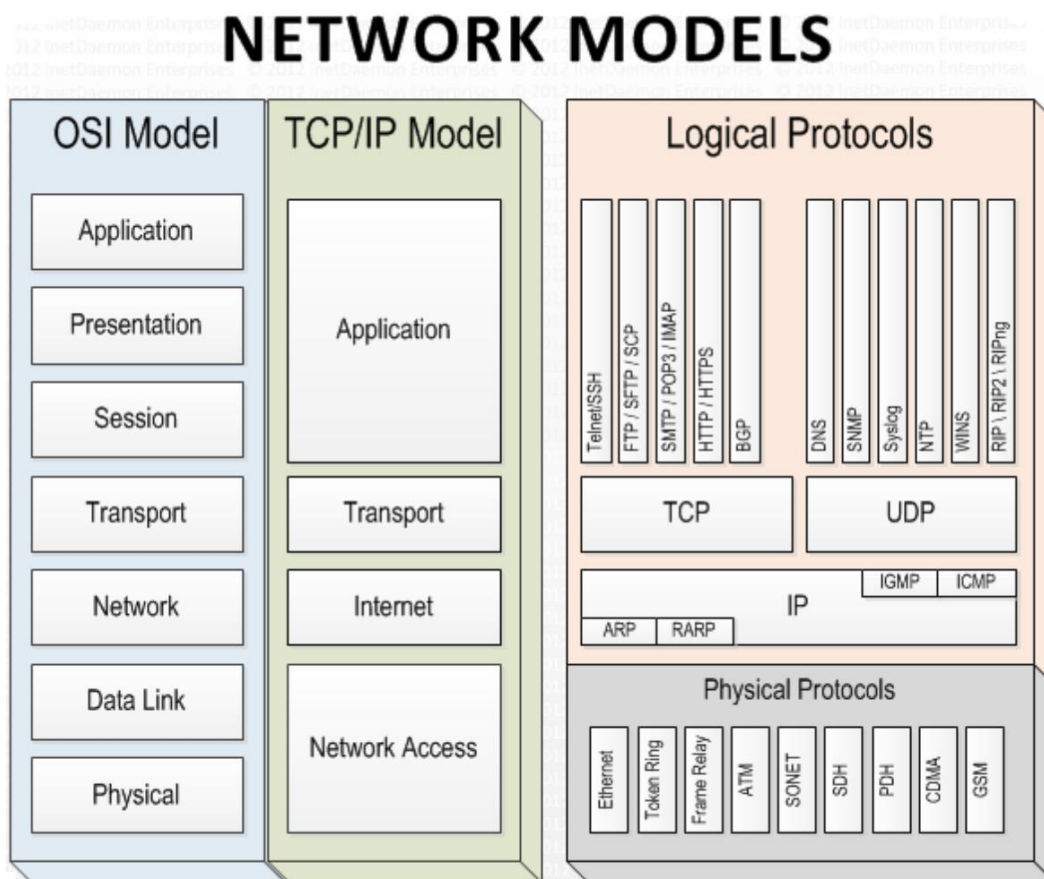 NETWORK MODELS
OSI Model
Application
Presentation
Session
Transport
Network
Data Link
Physical
TCP/IP Model
Application
Transport
Internet
Network Access
Logical Protocols
Telnet/SSH
FTP / SFTP / SCP
SMTP / POP3 / IMAP
HTTP / HTTPS
BGP
DNS
SNMP
Syslog
NTP
WINS
RIP \ RIP2 \ RIPng
TCP
UDP
IP
IGMP
ICMP
ARP
RARP
Physical Protocols
Ethernet
Token Ring
Frame Relay
ATM
SONET
SDH
PDH
CDMA
GSM
© 2012 InetDaemon Enterprises